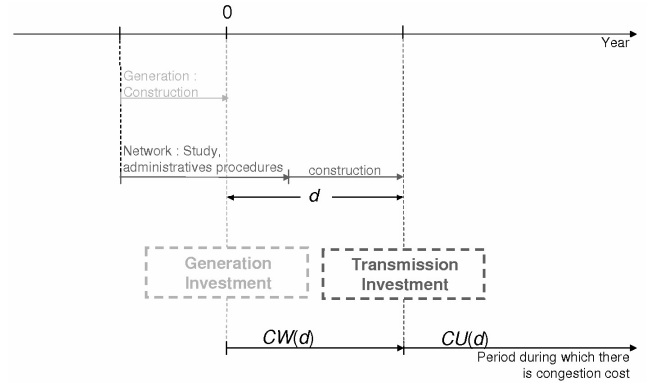 0
Year
Generation :
Construction
Network : Study,
administratives procedures
construction
d
Generation
Investment
Transmission
Investment
CW(d)
CU(d)
Period during which there
is congestion cost